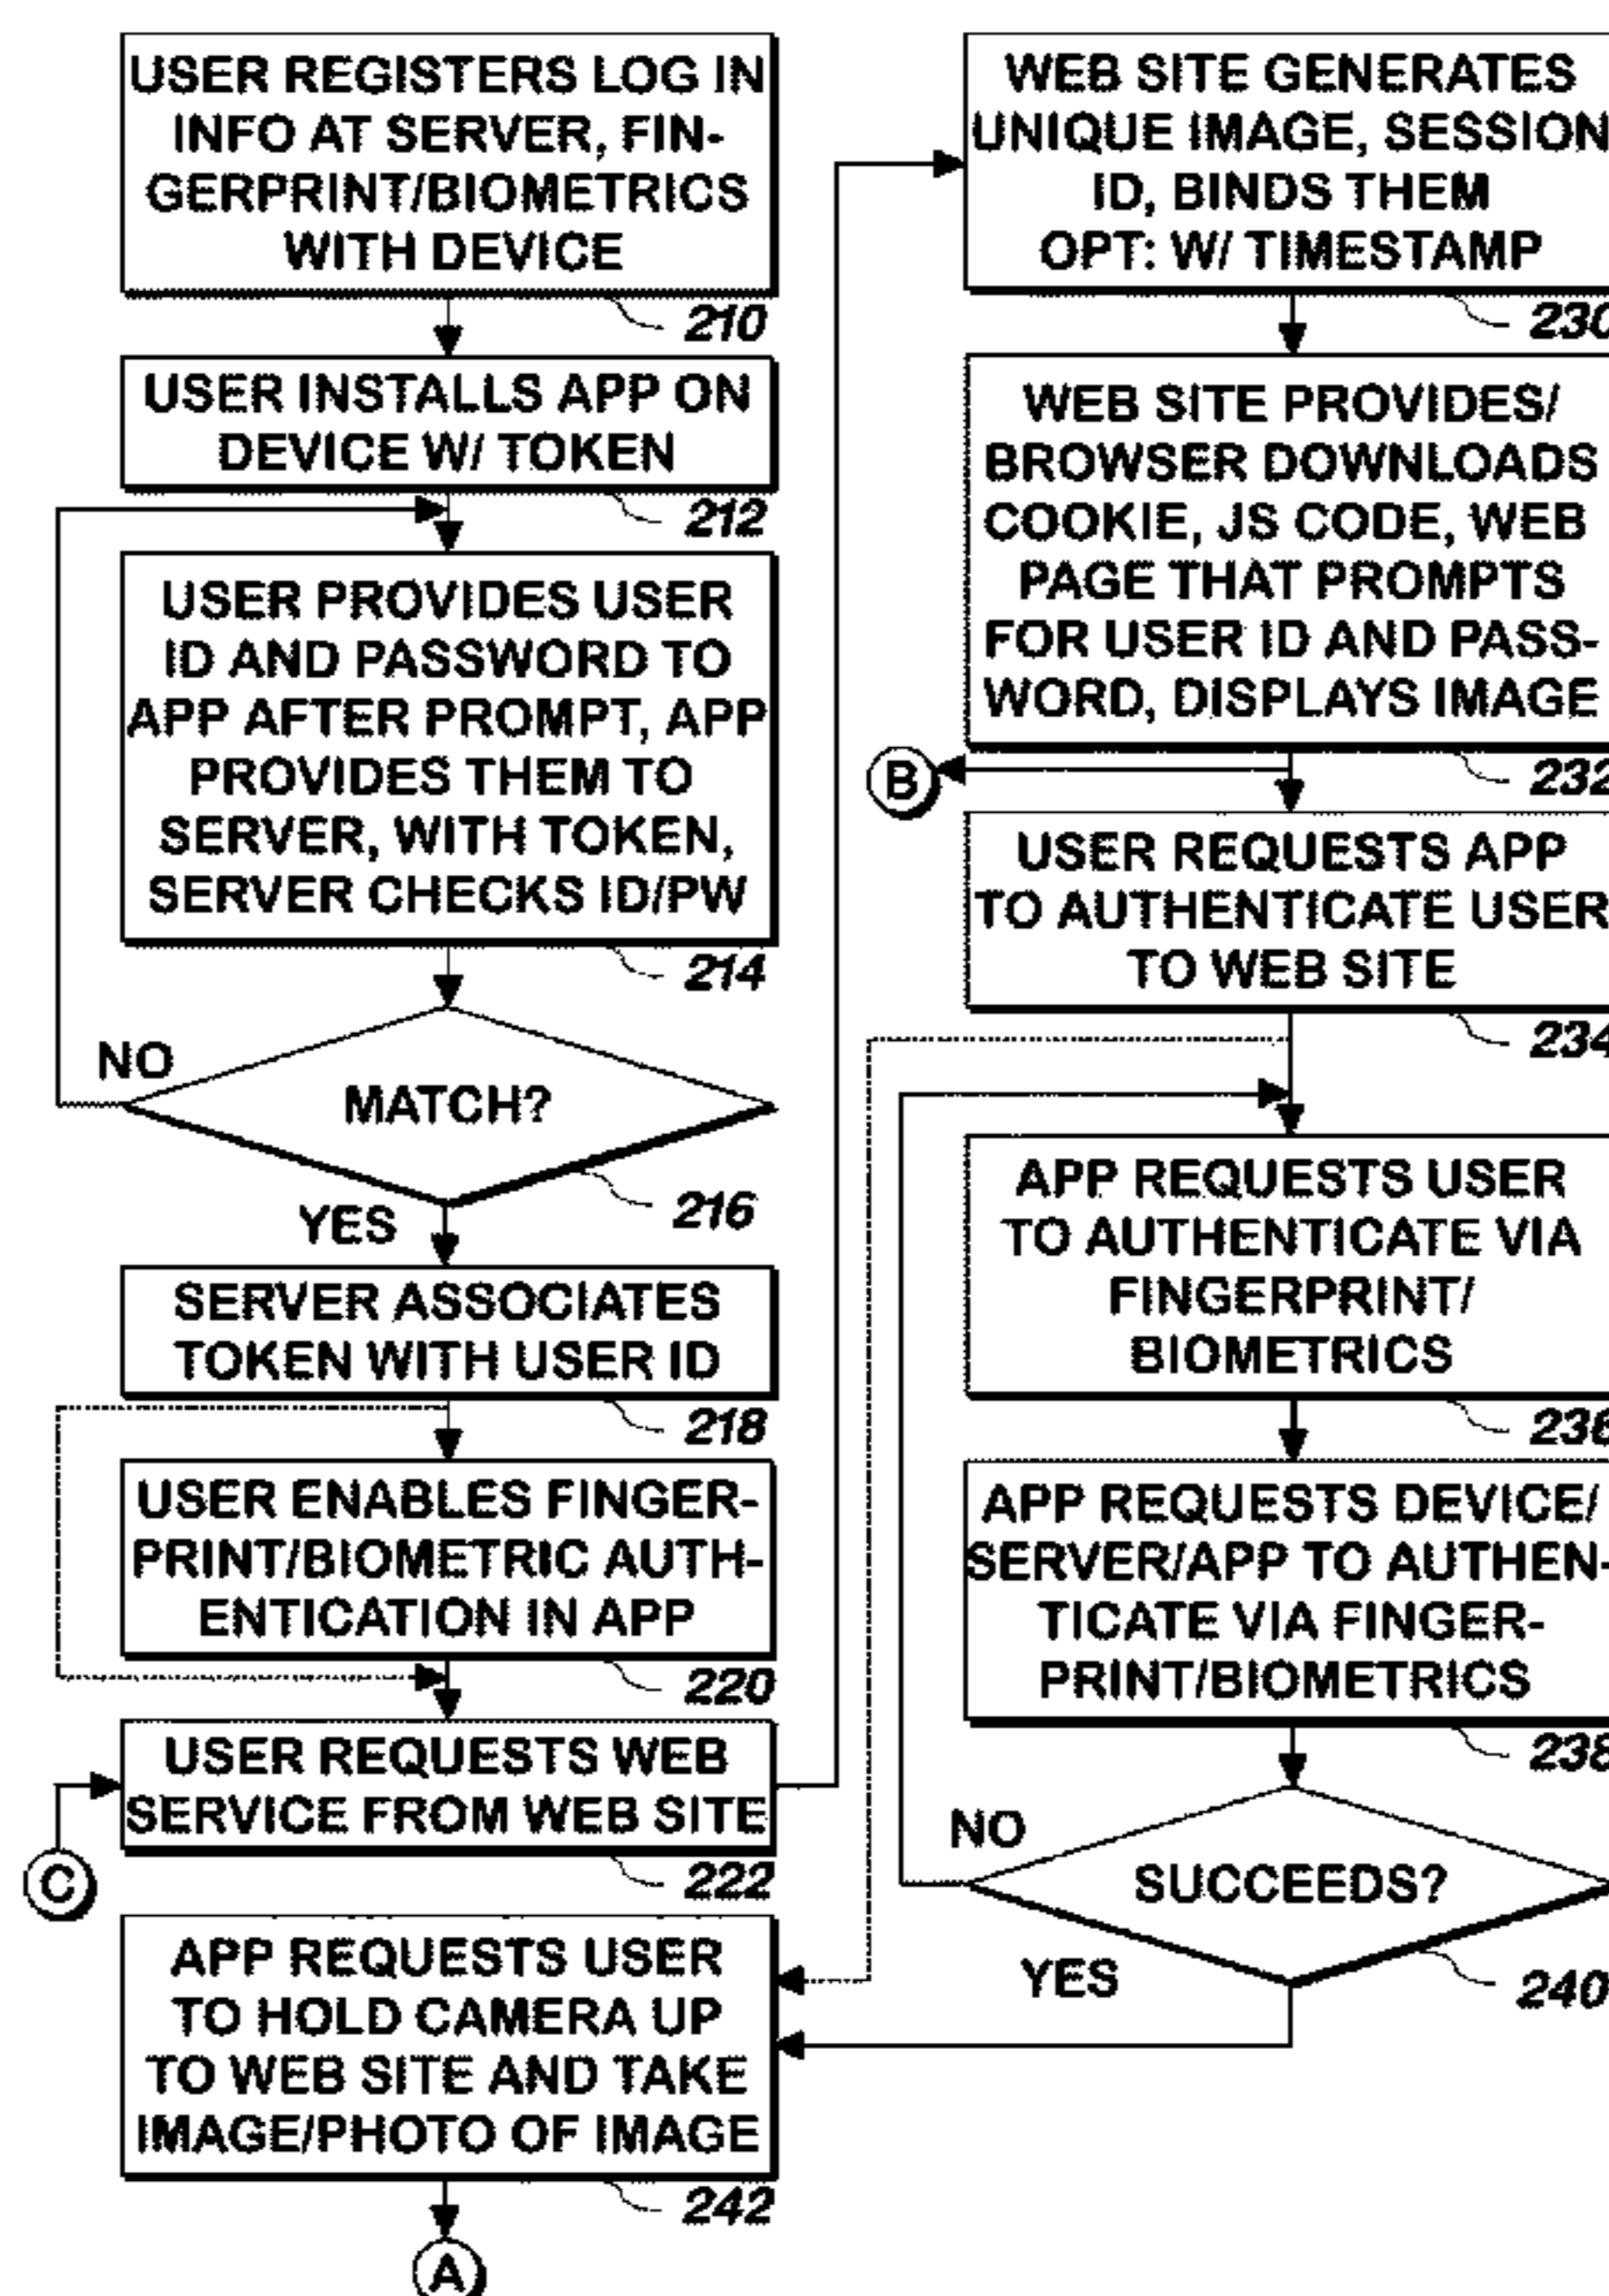 USER REGISTERS LOG IN
INFO AT SERVER, FIN-
GERPRINT/BIOMETRICS
WITH DEVICE
210
USER INSTALLS APP ON
DEVICE W/ TOKEN
212
USER PROVIDES USER
ID AND PASSWORD TO
APP AFTER PROMPT, APP
PROVIDES THEM TO
SERVER, WITH TOKEN,
SERVER CHECKS ID/PW
214
NO
MATCH?
216
YES
SERVER ASSOCIATES
TOKEN WITH USER ID
218
USER ENABLES FINGER-
PRINT/BIOMETRIC AUTH-
ENTICATION IN APP
220
USER REQUESTS WEB
SERVICE FROM WEB SITE
222
C
APP REQUESTS USER
TO HOLD CAMERA UP
TO WEB SITE AND TAKE
IMAGE/PHOTO OF IMAGE
242
A
WEB SITE GENERATES
UNIQUE IMAGE, SESSION
ID, BINDS THEM
OPT: W/ TIMESTAMP
230
WEB SITE PROVIDES/
BROWSER DOWNLOADS
COOKIE, JS CODE, WEB
PAGE THAT PROMPTS
FOR USER ID AND PASS-
WORD, DISPLAYS IMAGE
232
B
USER REQUESTS APP
TO AUTHENTICATE USER
TO WEB SITE
234
APP REQUESTS USER
TO AUTHENTICATE VIA
FINGERPRINT/
BIOMETRICS
236
APP REQUESTS DEVICE/
SERVER/APP TO AUTHEN-
TICATE VIA FINGER-
PRINT/BIOMETRICS
238
NO
SUCCEEDS?
240
YES